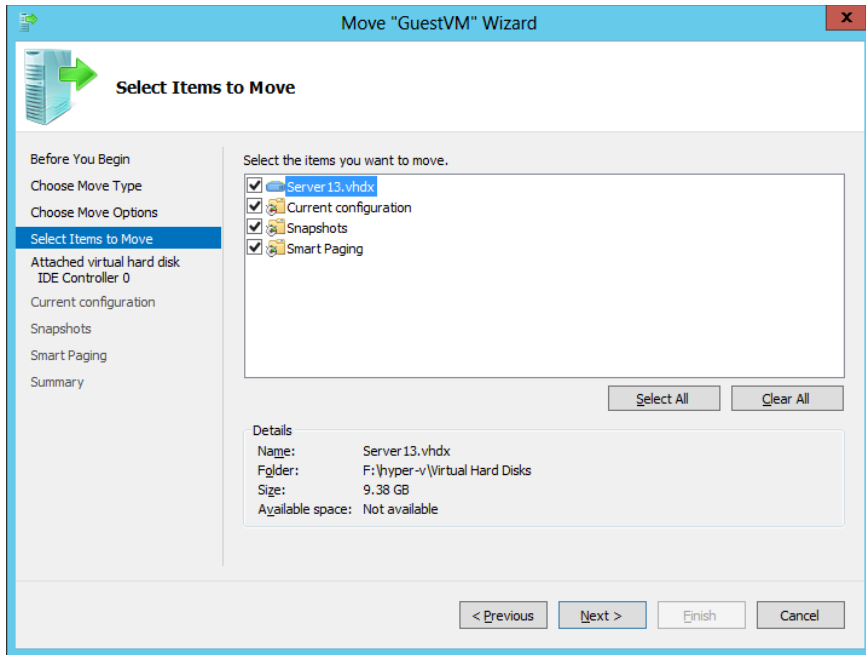 Move "GuestVM" Wizard
x
Select Items to Move
Before You Begin
Choose Move Type
Choose Move Options
Select Items to Move
Attached virtual hard disk
IDE Controller 0
Current configuration
Snapshots
Smart Paging
Summary
Select the items you want to move.
Server13.vhdx
Current configuration
Snapshots
Smart Paging
Select All
Clear All
Details
Name: Server13.vhdx
Folder: F:\hyper-v\Virtual Hard Disks
Size: 9.38 GB
Available space: Not available
< Previous
Next >
Finish
Cancel